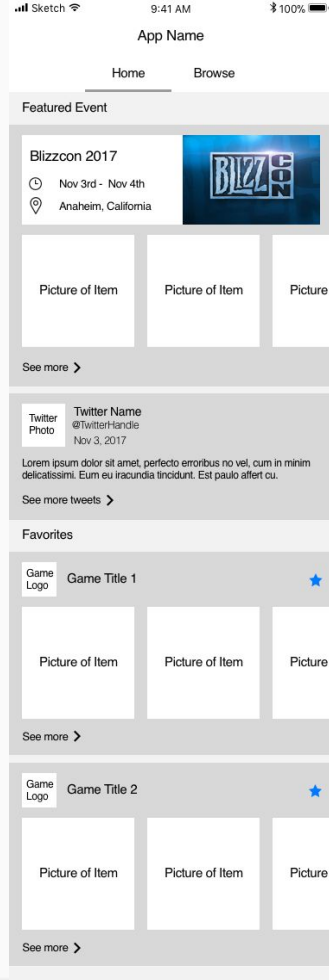 Sketch 9:41 AM 100%
App Name
Home Browse
Featured Event
Blizzcon 2017
Nov 3rd - Nov 4th
Anaheim, California
BLIZZCON
Picture of Item Picture of Item Picture
See more
Twitter Photo
Twitter Name
@TwitterHandle
Nov 3, 2017
Lorem ipsum dolor sit amet, perfecto erroribus no vel, cum in minim
delicatissimi. Eum eu iracundia tincidunt. Est paulo affert cu.
See more tweets
Favorites
Game Logo
Game Title 1
Picture of Item Picture of Item Picture
See more
Game Logo
Game Title 2
Picture of Item Picture of Item Picture
See more